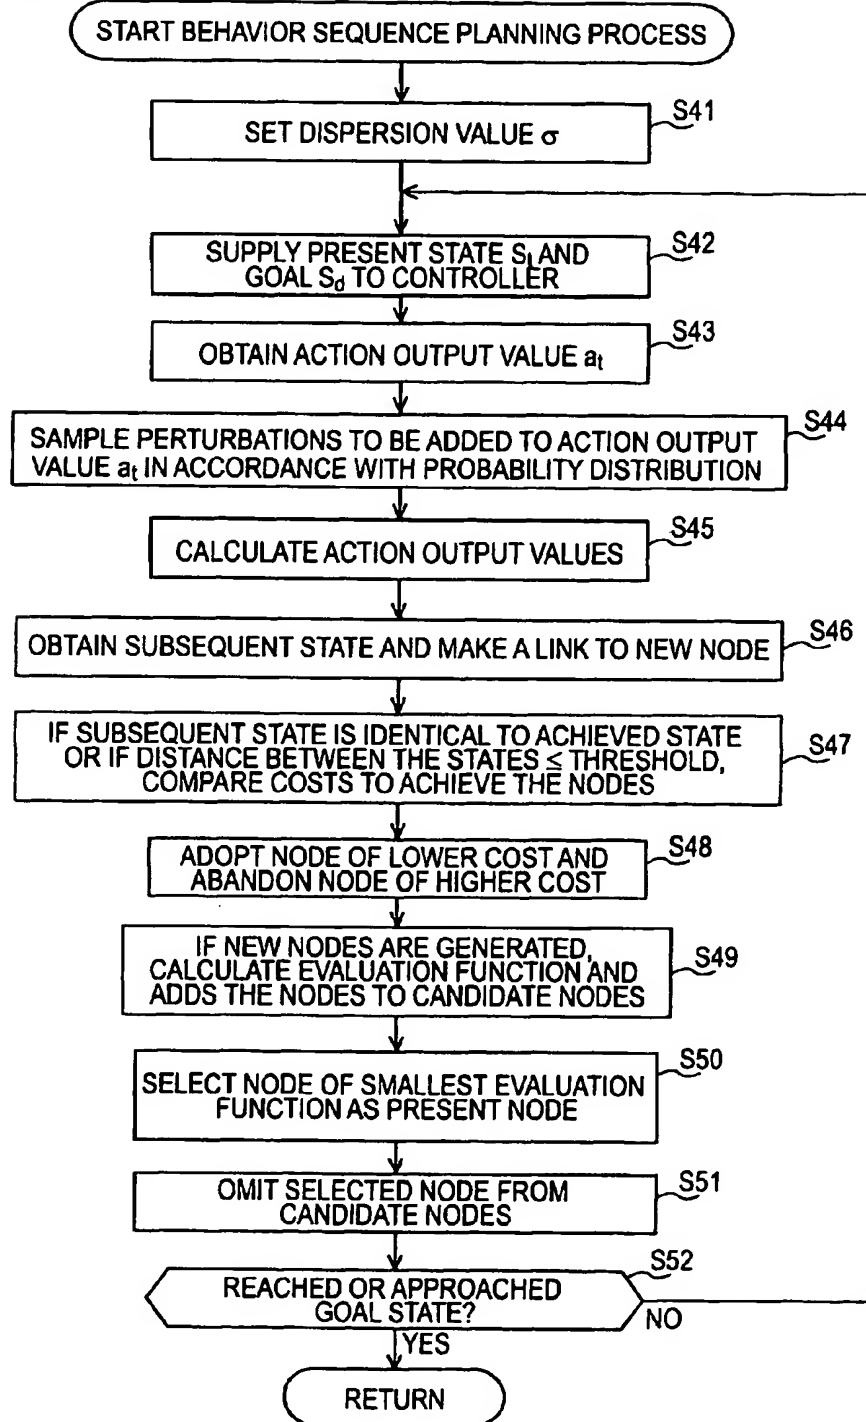 START BEHAVIOR SEQUENCE PLANNING PROCESS
S41
SET DISPERSION VALUE σ
S42
SUPPLY PRESENT STATE St AND
GOAL Sd TO CONTROLLER
S43
OBTAIN ACTION OUTPUT VALUE at
S44
SAMPLE PERTURBATIONS TO BE ADDED TO ACTION OUTPUT
VALUE at IN ACCORDANCE WITH PROBABILITY DISTRIBUTION
S45
CALCULATE ACTION OUTPUT VALUES
S46
OBTAIN SUBSEQUENT STATE AND MAKE A LINK TO NEW NODE
S47
IF SUBSEQUENT STATE IS IDENTICAL TO ACHIEVED STATE
OR IF DISTANCE BETWEEN THE STATES ≤ THRESHOLD,
COMPARE COSTS TO ACHIEVE THE NODES
S48
ADOPT NODE OF LOWER COST AND
ABANDON NODE OF HIGHER COST
S49
IF NEW NODES ARE GENERATED,
CALCULATE EVALUATION FUNCTION AND
ADDS THE NODES TO CANDIDATE NODES
S50
SELECT NODE OF SMALLEST EVALUATION
FUNCTION AS PRESENT NODE
S51
OMIT SELECTED NODE FROM
CANDIDATE NODES
S52
REACHED OR APPROACHED
GOAL STATE?
NO
YES
RETURN